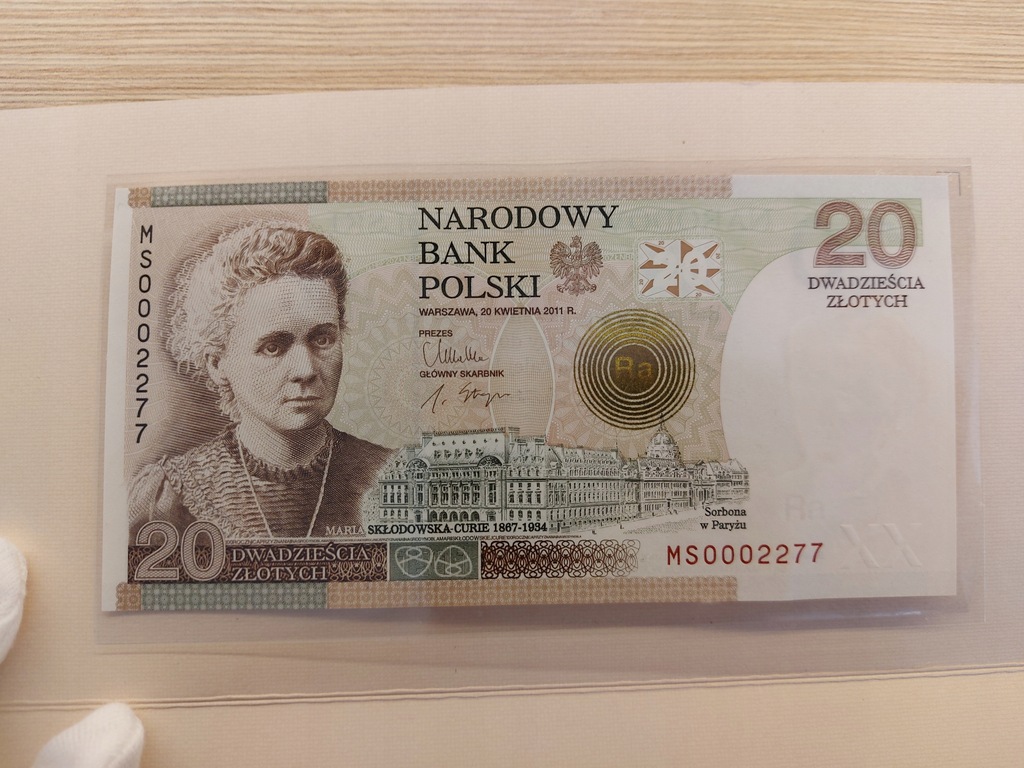 MS0002277
NARODOWY
BANK
POLSKI
WARSZAWA, 20 KWIETNIA 2011 R.
PREZES
GŁÓWNY SKARBNIK
Ra
20
DWADZIEŚCIA
ZŁOTYCH
MARIA SKŁODOWSKA-CURIE 1867-1934
Sorbona
w Paryżu
20 DWADZIEŚCIA
ZŁOTYCH
MS0002277
Ra
XX